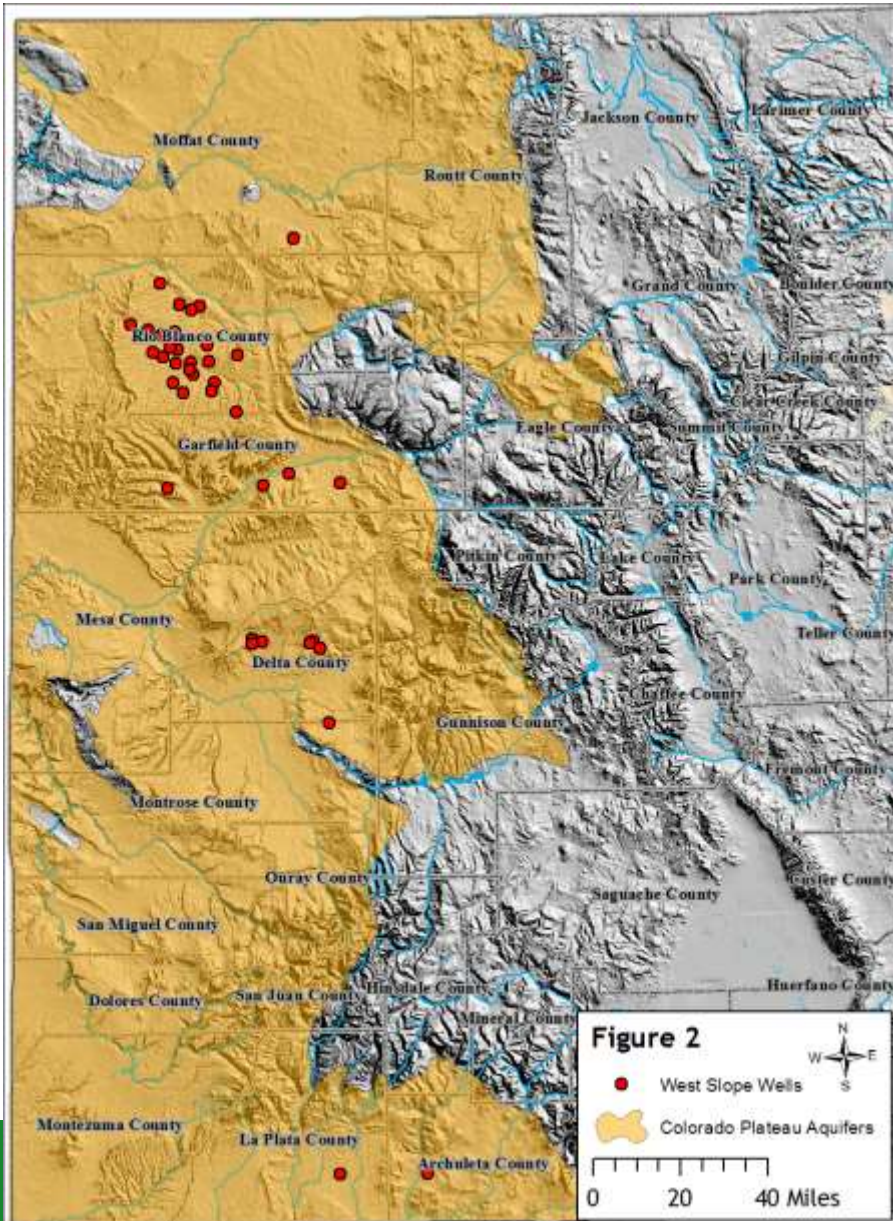 Moffat County
Jackson County
Larimer County
Routt County
Grand County
Boulder County
Rio Blanco County
Gilpin County
Clear Creek County
Eagle County
Summit County
Garfield County
Pitkin County
Lake County
Park County
Mesa County
Teller County
Delta County
Chaffee County
Gunnison County
Fremont County
Montrose County
Ouray County
Custer County
Saguache County
San Miguel County
Dolores County
San Juan County
Hinsdale County
Huerfano County
Mineral County
Montezuma County
La Plata County
Archuleta County
Figure 2
N
W E
S
West Slope Wells
Colorado Plateau Aquifers
0 20 40 Miles